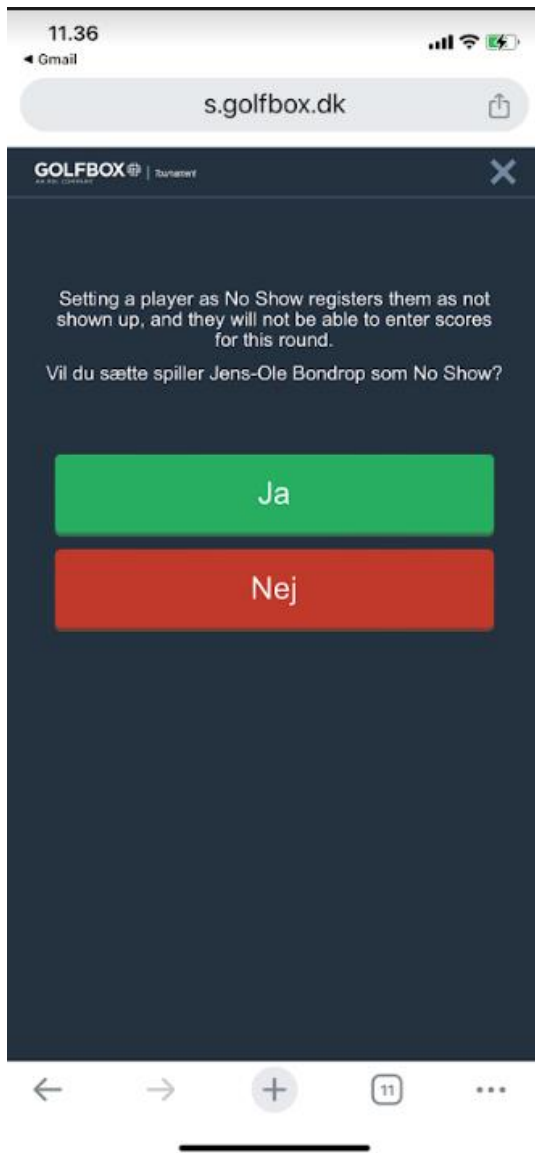 11.36
◀ Gmail
s.golfbox.dk
GOLFBOX | Tournament
Setting a player as No Show registers them as not
shown up, and they will not be able to enter scores
for this round.
Vil du sætte spiller Jens-Ole Bondrop som No Show?
Ja
Nej
11